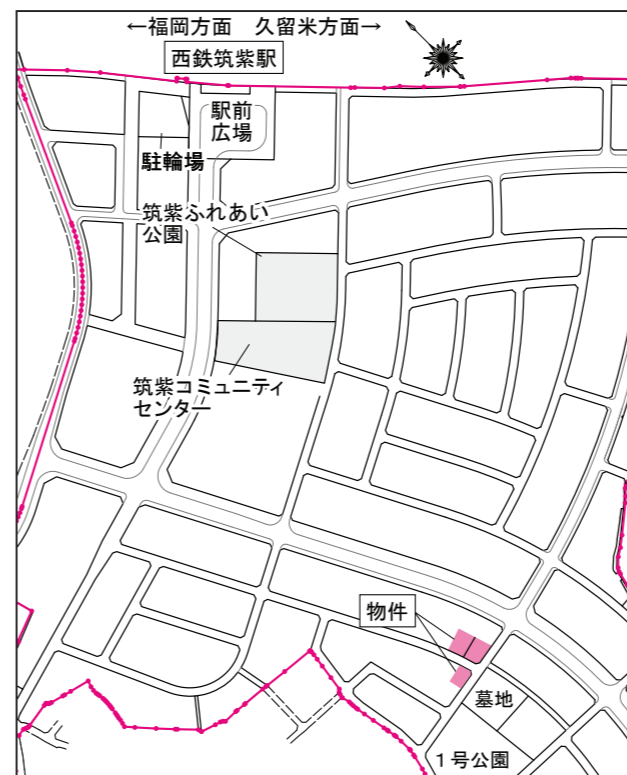 ←福岡方面　久留米方面→
西鉄筑紫駅
駅前
広場
駐輪場
筑紫ふれあい
公園
筑紫コミュニティ
センター
物件
墓地
１号公園